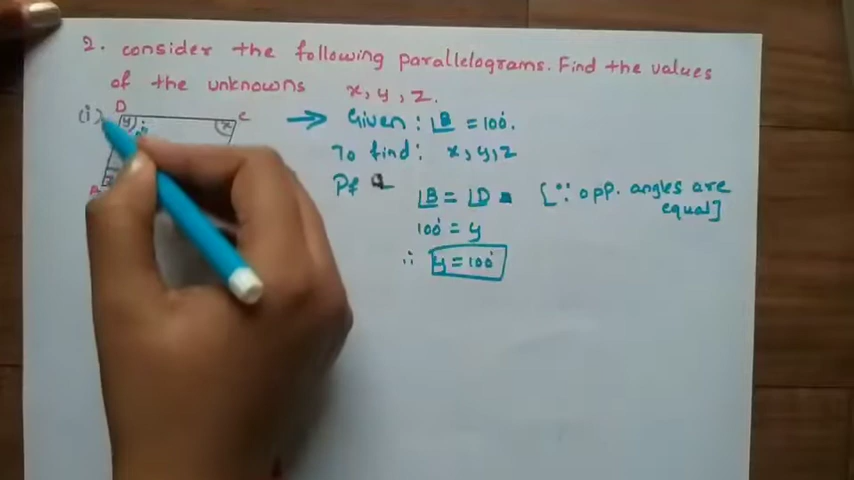 2. consider the following parallelograms. Find the values
of the unknowns x, y, z.
(i) D C
y x
→ Given: ∠B = 100°.
To find: x, y, z
Pf
A
∠B = ∠D [∵ opp. angles are
equal]
100° = y
∴ y = 100°